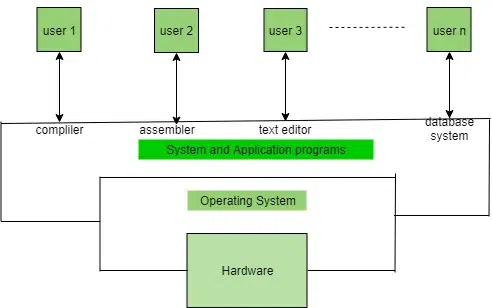 user 1
user 2
user 3
user n
compliler
assembler
text editor
database
system
System and Application programs
Operating System
Hardware